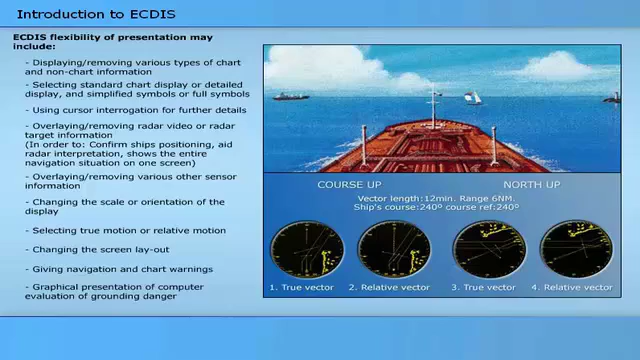 Introduction to ECDIS
ECDIS flexibility of presentation may
include:
- Displaying/removing various types of chart
and non-chart information
- Selecting standard chart display or detailed
display, and simplified symbols or full symbols
- Using cursor interrogation for further details
- Overlaying/removing radar video or radar
target information
(In order to: Confirm ships positioning, aid
radar interpretation, shows the entire
navigation situation on one screen)
- Overlaying/removing various other sensor
information
- Changing the scale or orientation of the
display
- Selecting true motion or relative motion
- Changing the screen lay-out
- Giving navigation and chart warnings
- Graphical presentation of computer
evaluation of grounding danger
COURSE UP NORTH UP
Vector length:12min. Range 6NM.
Ship's course:240º course ref:240º
1. True vector 2. Relative vector 3. True vector 4. Relative vector